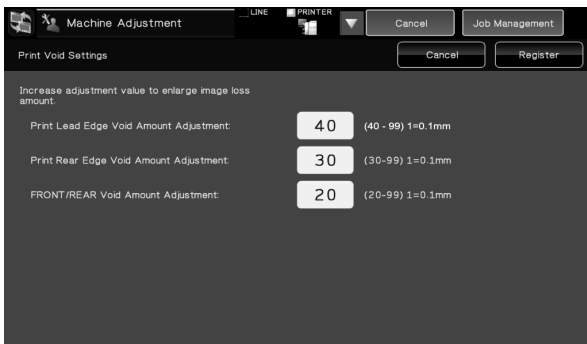 Machine Adjustment
LINE
PRINTER
Cancel
Job Management
Print Void Settings
Cancel
Register
Increase adjustment value to enlarge image loss
amount.
Print Lead Edge Void Amount Adjustment: 40 (40 - 99) 1=0.1mm
Print Rear Edge Void Amount Adjustment: 30 (30-99) 1=0.1mm
FRONT/REAR Void Amount Adjustment: 20 (20-99) 1=0.1mm